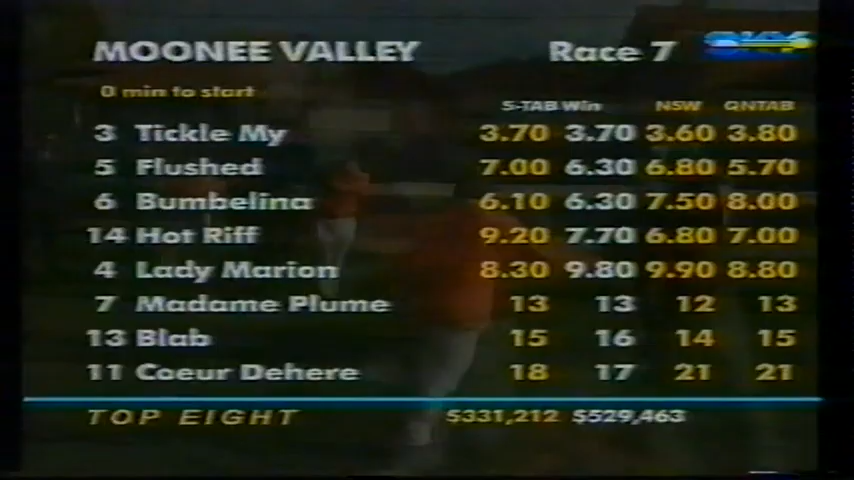 MOONEE VALLEY Race 7 SKY
0 min to start
S-TAB Win NSW QNTAB
3 Tickle My 3.70 3.70 3.60 3.80
5 Flushed 7.00 6.30 6.80 5.70
6 Bumbelina 6.10 6.30 7.50 8.00
14 Hot Riff 9.20 7.70 6.80 7.00
4 Lady Marion 8.30 9.80 9.90 8.80
7 Madame Plume 13 13 12 13
13 Blab 15 16 14 15
11 Coeur Dehere 18 17 21 21
TOP EIGHT $331,212 $529,463